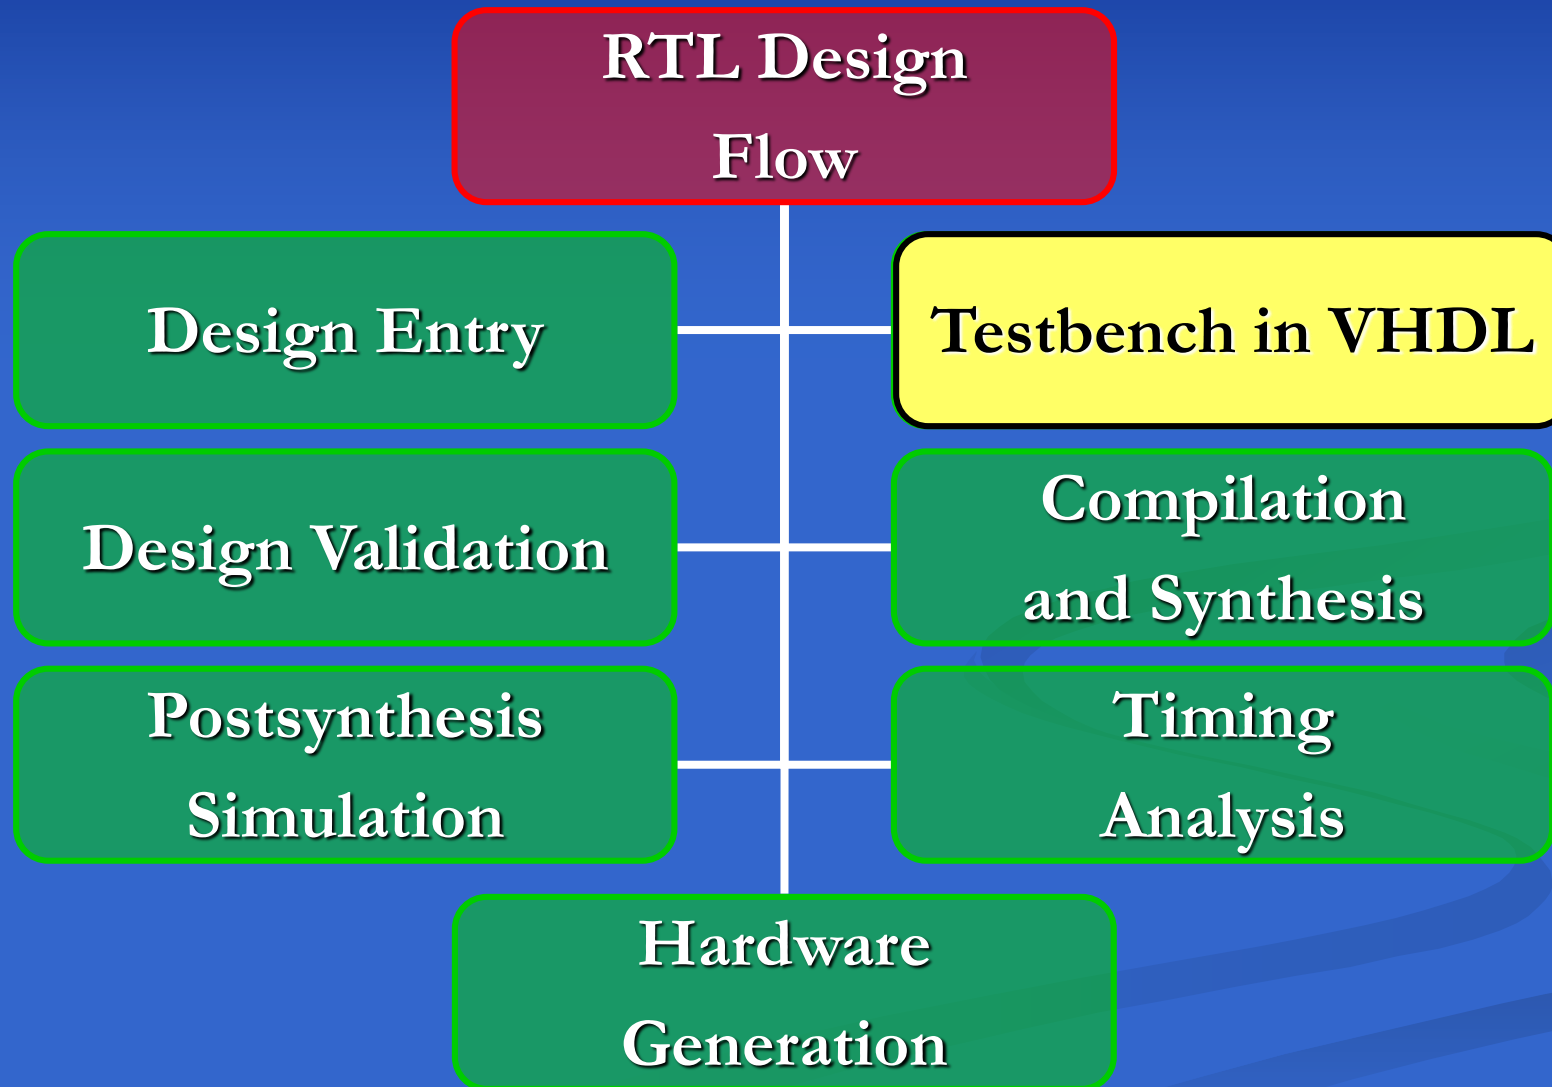 RTL Design
Flow
Design Entry
Testbench in VHDL
Design Validation
Compilation
and Synthesis
Postsynthesis
Simulation
Timing
Analysis
Hardware
Generation